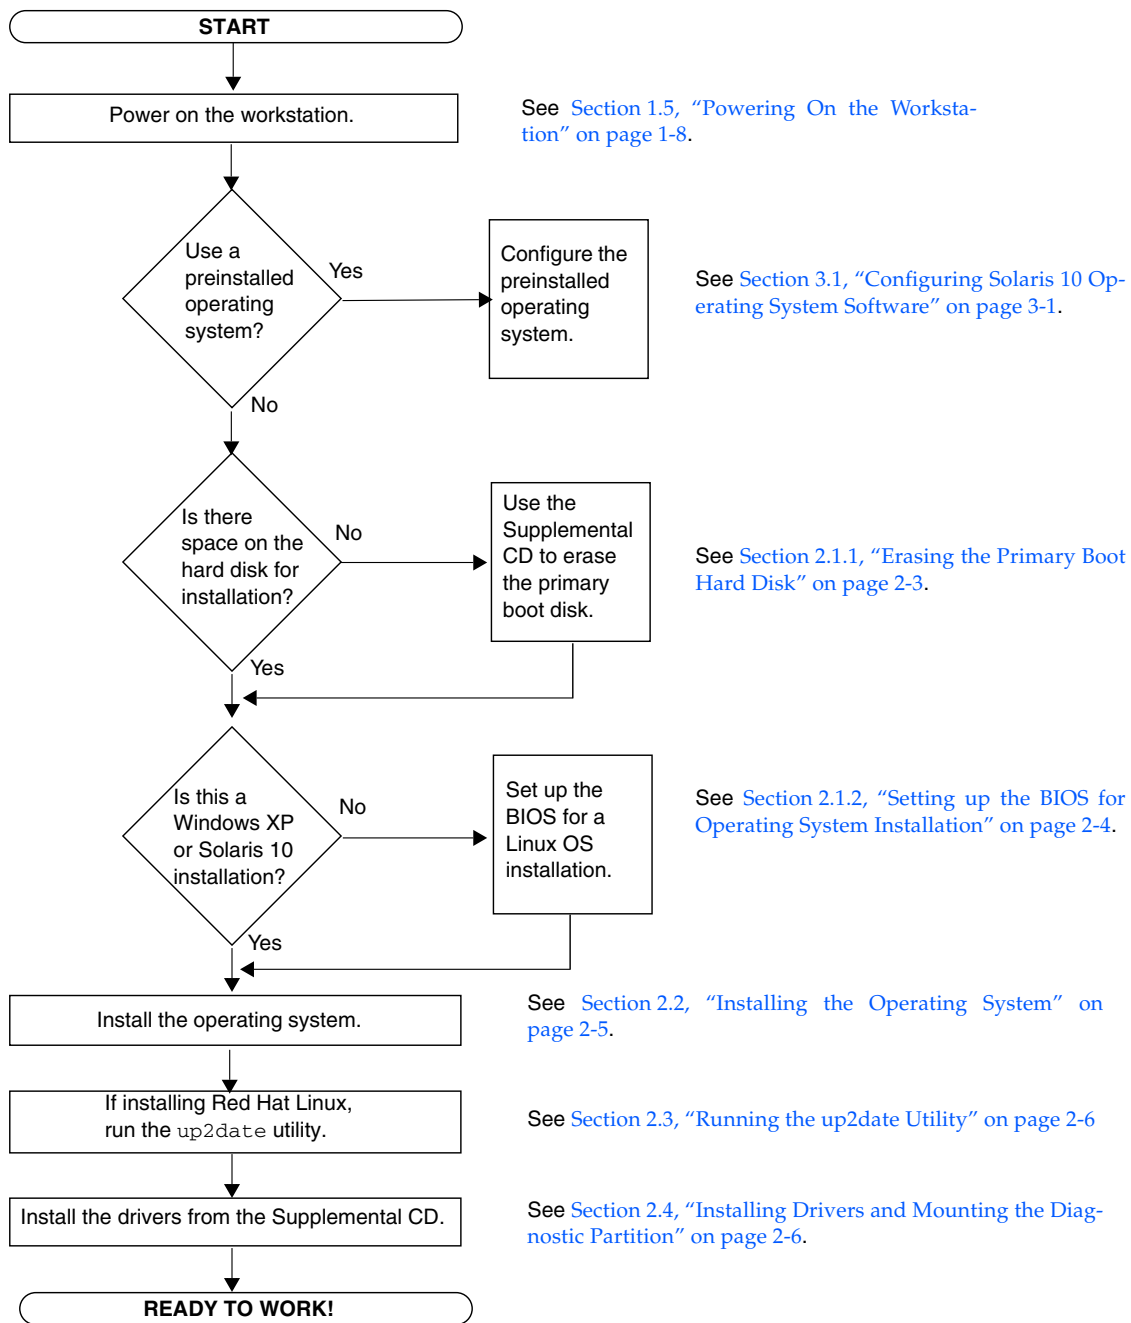 START
Power on the workstation.
See Section 1.5, “Powering On the Worksta-
tion” on page 1-8.
Use a
preinstalled
operating
system?
Yes
Configure the
preinstalled
operating
system.
See Section 3.1, “Configuring Solaris 10 Op-
erating System Software” on page 3-1.
No
Is there
space on the
hard disk for
installation?
No
Use the
Supplemental
CD to erase
the primary
boot disk.
See Section 2.1.1, “Erasing the Primary Boot
Hard Disk” on page 2-3.
Yes
Is this a
Windows XP
or Solaris 10
installation?
No
Set up the
BIOS for a
Linux OS
installation.
See Section 2.1.2, “Setting up the BIOS for
Operating System Installation” on page 2-4.
Yes
Install the operating system.
See Section 2.2, “Installing the Operating System” on
page 2-5.
If installing Red Hat Linux,
run the up2date utility.
See Section 2.3, “Running the up2date Utility” on page 2-6
Install the drivers from the Supplemental CD.
See Section 2.4, “Installing Drivers and Mounting the Diag-
nostic Partition” on page 2-6.
READY TO WORK!